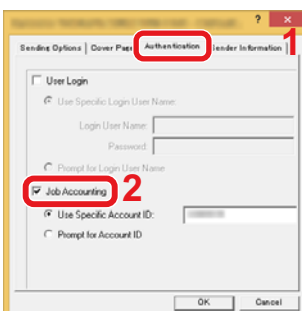 ?
Sending Options
Cover Page
Authentication
Sender Information
1
User Login
Use Specific Login User Name:
Login User Name:
Password:
Prompt for Login User Name
Job Accounting
2
Use Specific Account ID:
Prompt for Account ID
OK
Cancel